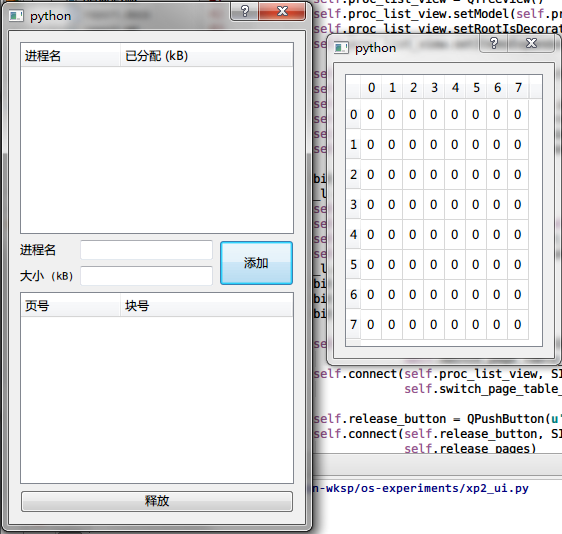 python
进程名 已分配 (kB)
进程名
大小 (kB)
添加
页号 块号
释放
python
0 1 2 3 4 5 6 7
0 0 0 0 0 0 0 0 0
1 0 0 0 0 0 0 0 0
2 0 0 0 0 0 0 0 0
3 0 0 0 0 0 0 0 0
4 0 0 0 0 0 0 0 0
5 0 0 0 0 0 0 0 0
6 0 0 0 0 0 0 0 0
7 0 0 0 0 0 0 0 0
.proc_list_view = QTreeView()
.proc_list_view.setModel(self.pr
.proc_list_view.setRootIsDecorat
self.connect(self.proc_list_view, SI
self.switch_page_table_
self.release_button = QPushButton(u'
self.connect(self.release_button, SI
self.release_pages)
n-wksp/os-experiments/xp2_ui.py